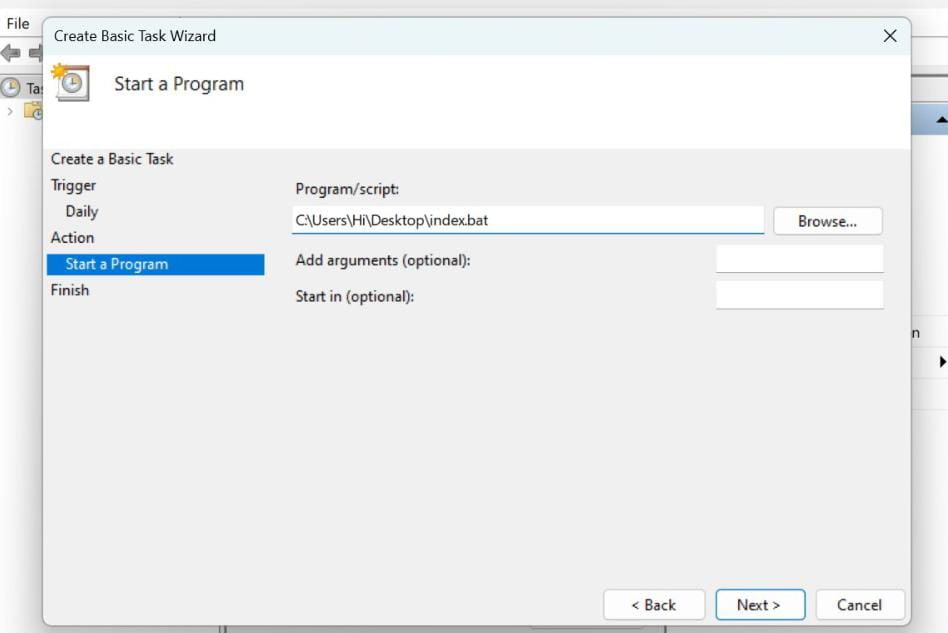 File
Create Basic Task Wizard
Start a Program
Create a Basic Task
Trigger
Daily
Action
Start a Program
Finish
Program/script:
C:\Users\Hi\Desktop\index.bat
Browse...
Add arguments (optional):
Start in (optional):
< Back
Next >
Cancel